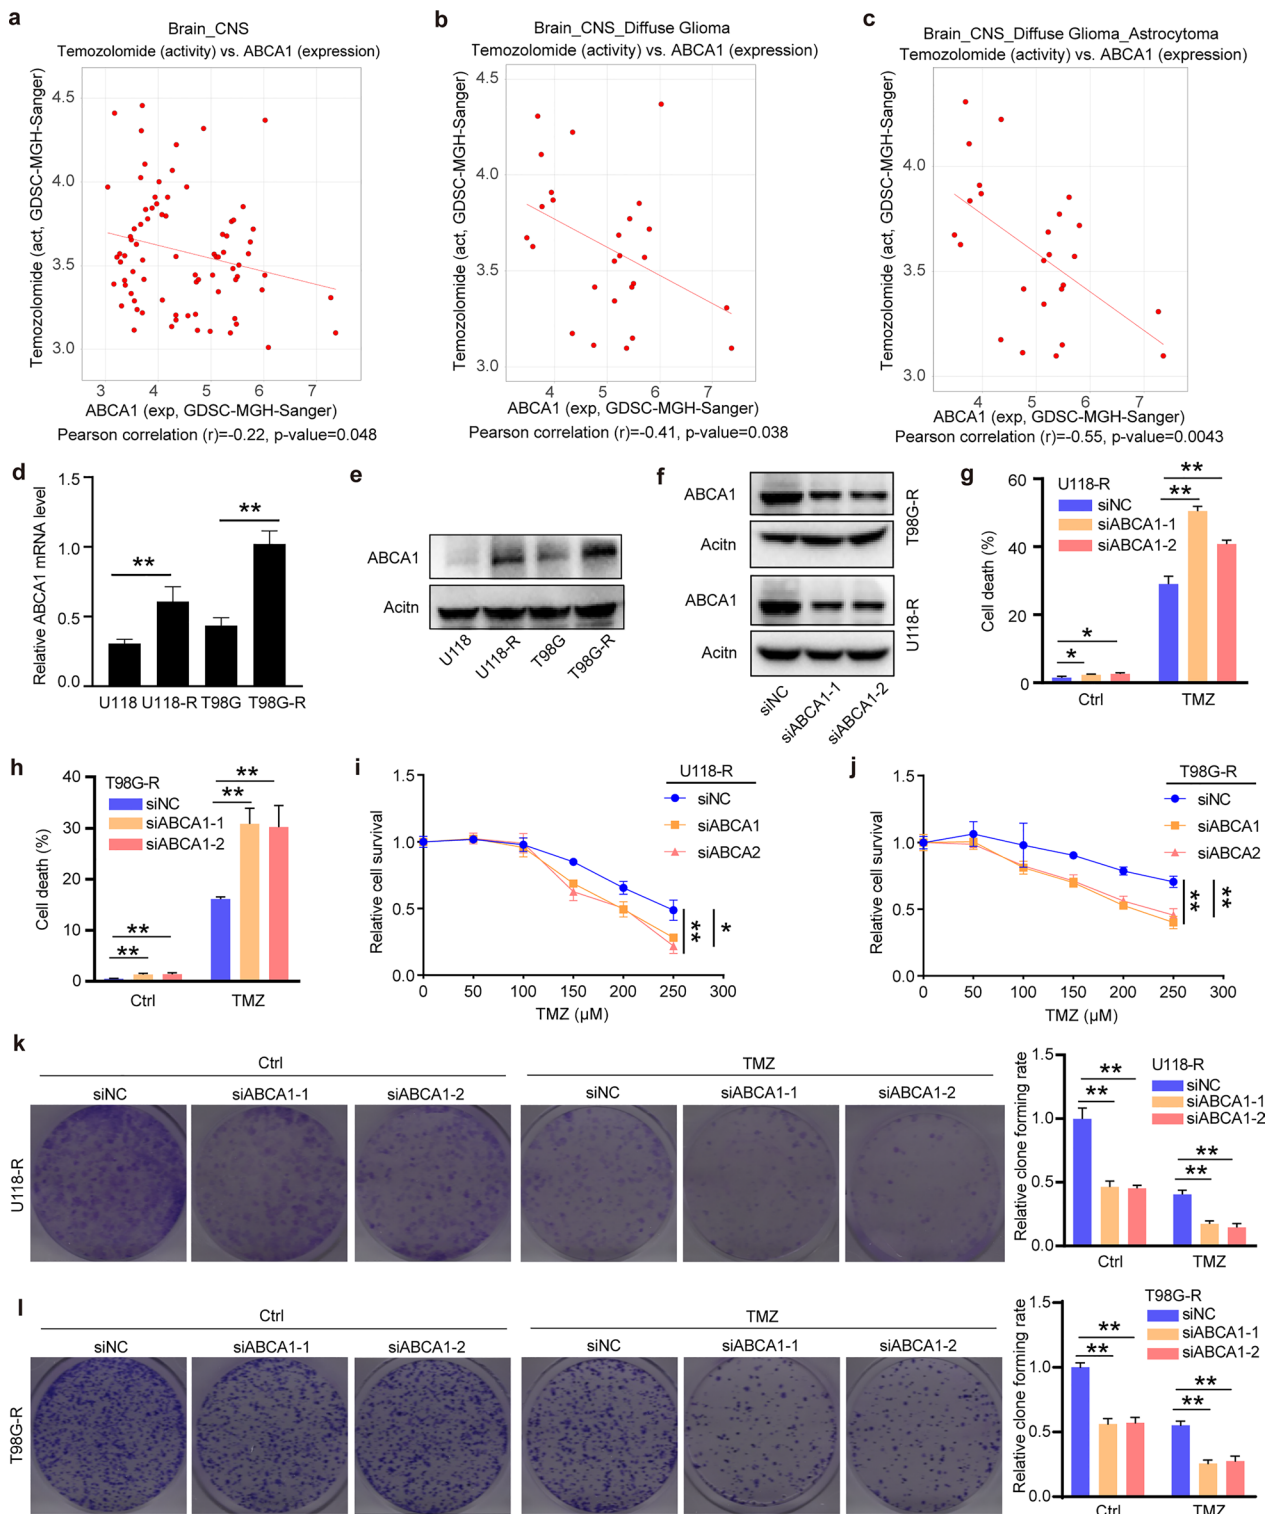 a
Brain_CNS
Temozolomide (activity) vs. ABCA1 (expression)
Temozolomide (act, GDSC-MGH-Sanger)
4.5
4.0
3.5
3.0
3 4 5 6 7
ABCA1 (exp, GDSC-MGH-Sanger)
Pearson correlation (r)=-0.22, p-value=0.048
b
Brain_CNS_Diffuse Glioma
Temozolomide (activity) vs. ABCA1 (expression)
Temozolomide (act, GDSC-MGH-Sanger)
4.5
4.0
3.5
3.0
4 5 6 7
ABCA1 (exp, GDSC-MGH-Sanger)
Pearson correlation (r)=-0.41, p-value=0.038
c
Brain_CNS_Diffuse Glioma_Astrocytoma
Temozolomide (activity) vs. ABCA1 (expression)
Temozolomide (act, GDSC-MGH-Sanger)
4.0
3.5
3.0
4 5 6 7
ABCA1 (exp, GDSC-MGH-Sanger)
Pearson correlation (r)=-0.55, p-value=0.0043
d
Relative ABCA1 mRNA level
1.5
1.0
0.5
0.0
**
**
U118 U118-R T98G T98G-R
e
ABCA1
Acitn
U118 U118-R T98G T98G-R
f
ABCA1
Acitn
T98G-R
ABCA1
Acitn
U118-R
siNC siABCA1-1 siABCA1-2
g
U118-R
siNC
siABCA1-1
siABCA1-2
Cell death (%)
60
40
20
0
*
*
**
**
Ctrl TMZ
h
T98G-R
siNC
siABCA1-1
siABCA1-2
Cell death (%)
40
30
20
10
0
**
**
**
**
Ctrl TMZ
i
U118-R
siNC
siABCA1
siABCA2
Relative cell survival
1.5
1.0
0.5
0.0
** *
0 50 100 150 200 250 300
TMZ (μM)
j
T98G-R
siNC
siABCA1
siABCA2
Relative cell survival
1.5
1.0
0.5
0.0
** **
0 50 100 150 200 250 300
TMZ (μM)
k
Ctrl TMZ
siNC siABCA1-1 siABCA1-2 siNC siABCA1-1 siABCA1-2
U118-R
Relative clone forming rate
1.5
1.0
0.5
0.0
U118-R
siNC
siABCA1-1
siABCA1-2
**
**
**
**
Ctrl TMZ
l
Ctrl TMZ
siNC siABCA1-1 siABCA1-2 siNC siABCA1-1 siABCA1-2
T98G-R
Relative clone forming rate
1.5
1.0
0.5
0.0
T98G-R
siNC
siABCA1-1
siABCA1-2
**
**
**
**
Ctrl TMZ